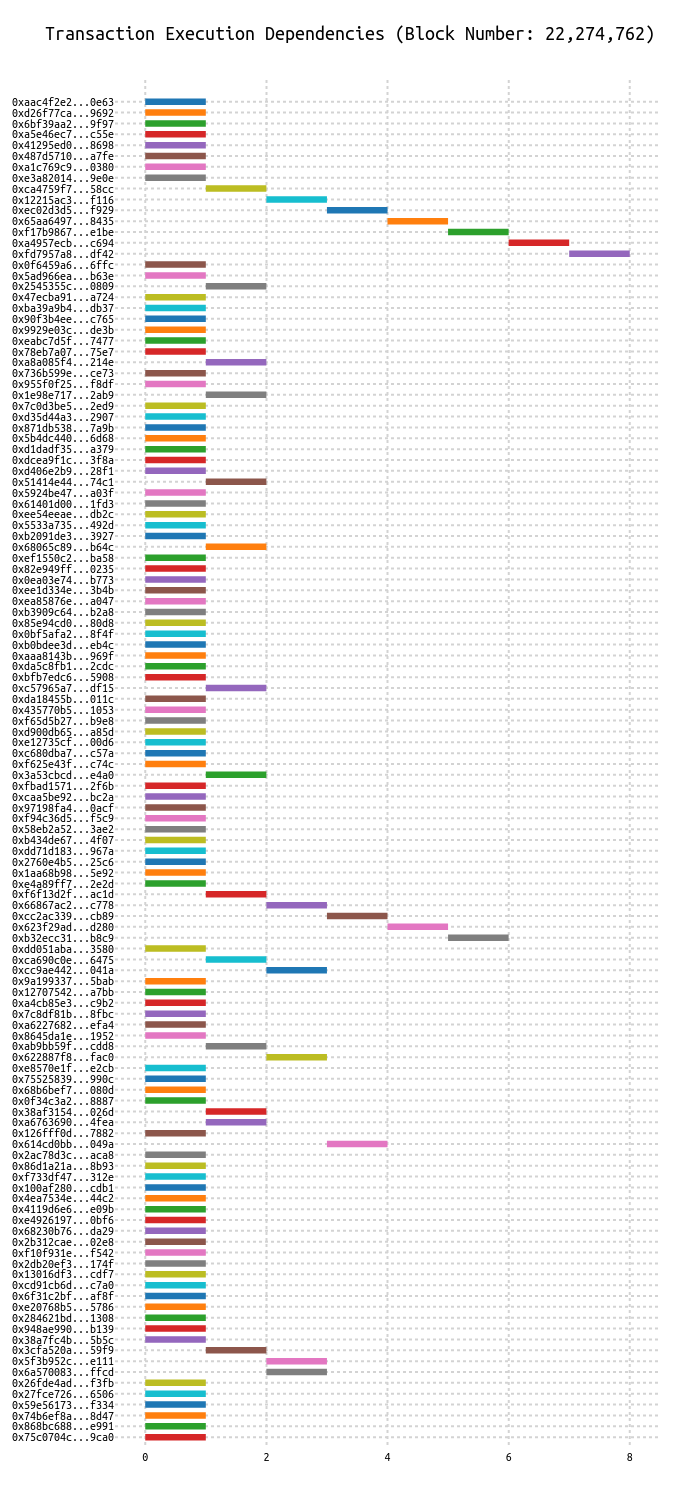 Transaction Execution Dependencies (Block Number: 22,274,762)
0xaac4f2e2...0e63
0xd26f77ca...9692
0x6bf39aa2...9f97
0xa5e46ec7...c55e
0x41295ed0...8698
0x487d5710...a7fe
0xa1c769c9...0380
0xe3a82014...9e0e
0xca4759f7...58cc
0x12215ac3...f116
0xec02d3d5...f929
0x65aa6497...8435
0xf17b9867...e1be
0xa4957ecb...c694
0xfd7957a8...df42
0x0f6459a6...6ffc
0x5ad966ea...b63e
0x2545355c...0809
0x47ecba91...a724
0xba39a9b4...db37
0x90f3b4ee...c765
0x9929e03c...de3b
0xeabc7d5f...7477
0x78eb7a07...75e7
0xa8a085f4...214e
0x736b599e...ce73
0x955f0f25...f8df
0x1e98e717...2ab9
0x7c0d3be5...2ed9
0xd35d44a3...2907
0x871db538...7a9b
0x5b4dc440...6d68
0xd1dadf35...a379
0xdcea9f1c...3f8a
0xd406e2b9...28f1
0x51414e44...74c1
0x5924be47...a03f
0x61401d00...1fd3
0xee54eeae...db2c
0x5533a735...492d
0xb2091de3...3927
0x68065c89...b64c
0xef1550c2...ba58
0x82e949ff...0235
0x0ea03e74...b773
0xee1d334e...3b4b
0xea85876e...a047
0xb3909c64...b2a8
0x85e94cd0...80d8
0x0bf5afa2...8f4f
0xb0bdee3d...eb4c
0xaaa8143b...969f
0xda5c8fb1...2cdc
0xbfb7edc6...5908
0xc57965a7...df15
0xda18455b...011c
0x435770b5...1053
0xf65d5b27...b9e8
0xd900db65...a85d
0xe12735cf...00d6
0xc680dba7...c57a
0xf625e43f...c74c
0x3a53cbcd...e4a0
0xfbad1571...2f6b
0xcaa5be92...bc2a
0x97198fa4...0acf
0xf94c36d5...f5c9
0x58eb2a52...3ae2
0xb434de67...4f07
0xdd71d183...967a
0x2760e4b5...25c6
0x1aa68b98...5e92
0xe4a89ff7...2e2d
0xf6f13d2f...ac1d
0x66867ac2...c778
0xcc2ac339...cb89
0x623f29ad...d280
0xb32ecc31...b8c9
0xdd051aba...3580
0xca690c0e...6475
0xcc9ae442...041a
0x9a199337...5bab
0x12707542...a7bb
0xa4cb85e3...c9b2
0x7c8df81b...8fbc
0xa6227682...efa4
0x8645da1e...1952
0xab9bb59f...cdd8
0x622887f8...fac0
0xe8570e1f...e2cb
0x75525839...990c
0x68b6bef7...080d
0x0f34c3a2...8887
0x38af3154...026d
0xa6763690...4fea
0x126fff0d...7882
0x614cd0bb...049a
0x2ac78d3c...aca8
0x86d1a21a...8b93
0xf733df47...312e
0x100af280...cdb1
0x4ea7534e...44c2
0x4119d6e6...e09b
0xe4926197...0bf6
0x68230b76...da29
0x2b312cae...02e8
0xf10f931e...f542
0x2db20ef3...174f
0x13016df3...cdf7
0xcd91cb6d...c7a0
0x6f31c2bf...af8f
0xe20768b5...5786
0x284621bd...1308
0x948ae990...b139
0x38a7fc4b...5b5c
0x3cfa520a...59f9
0x5f3b952c...e111
0x6a570083...ffcd
0x26fde4ad...f3fb
0x27fce726...6506
0x59e56173...f334
0x74b6ef8a...8d47
0x868bc688...e991
0x75c0704c...9ca0
0 2 4 6 8